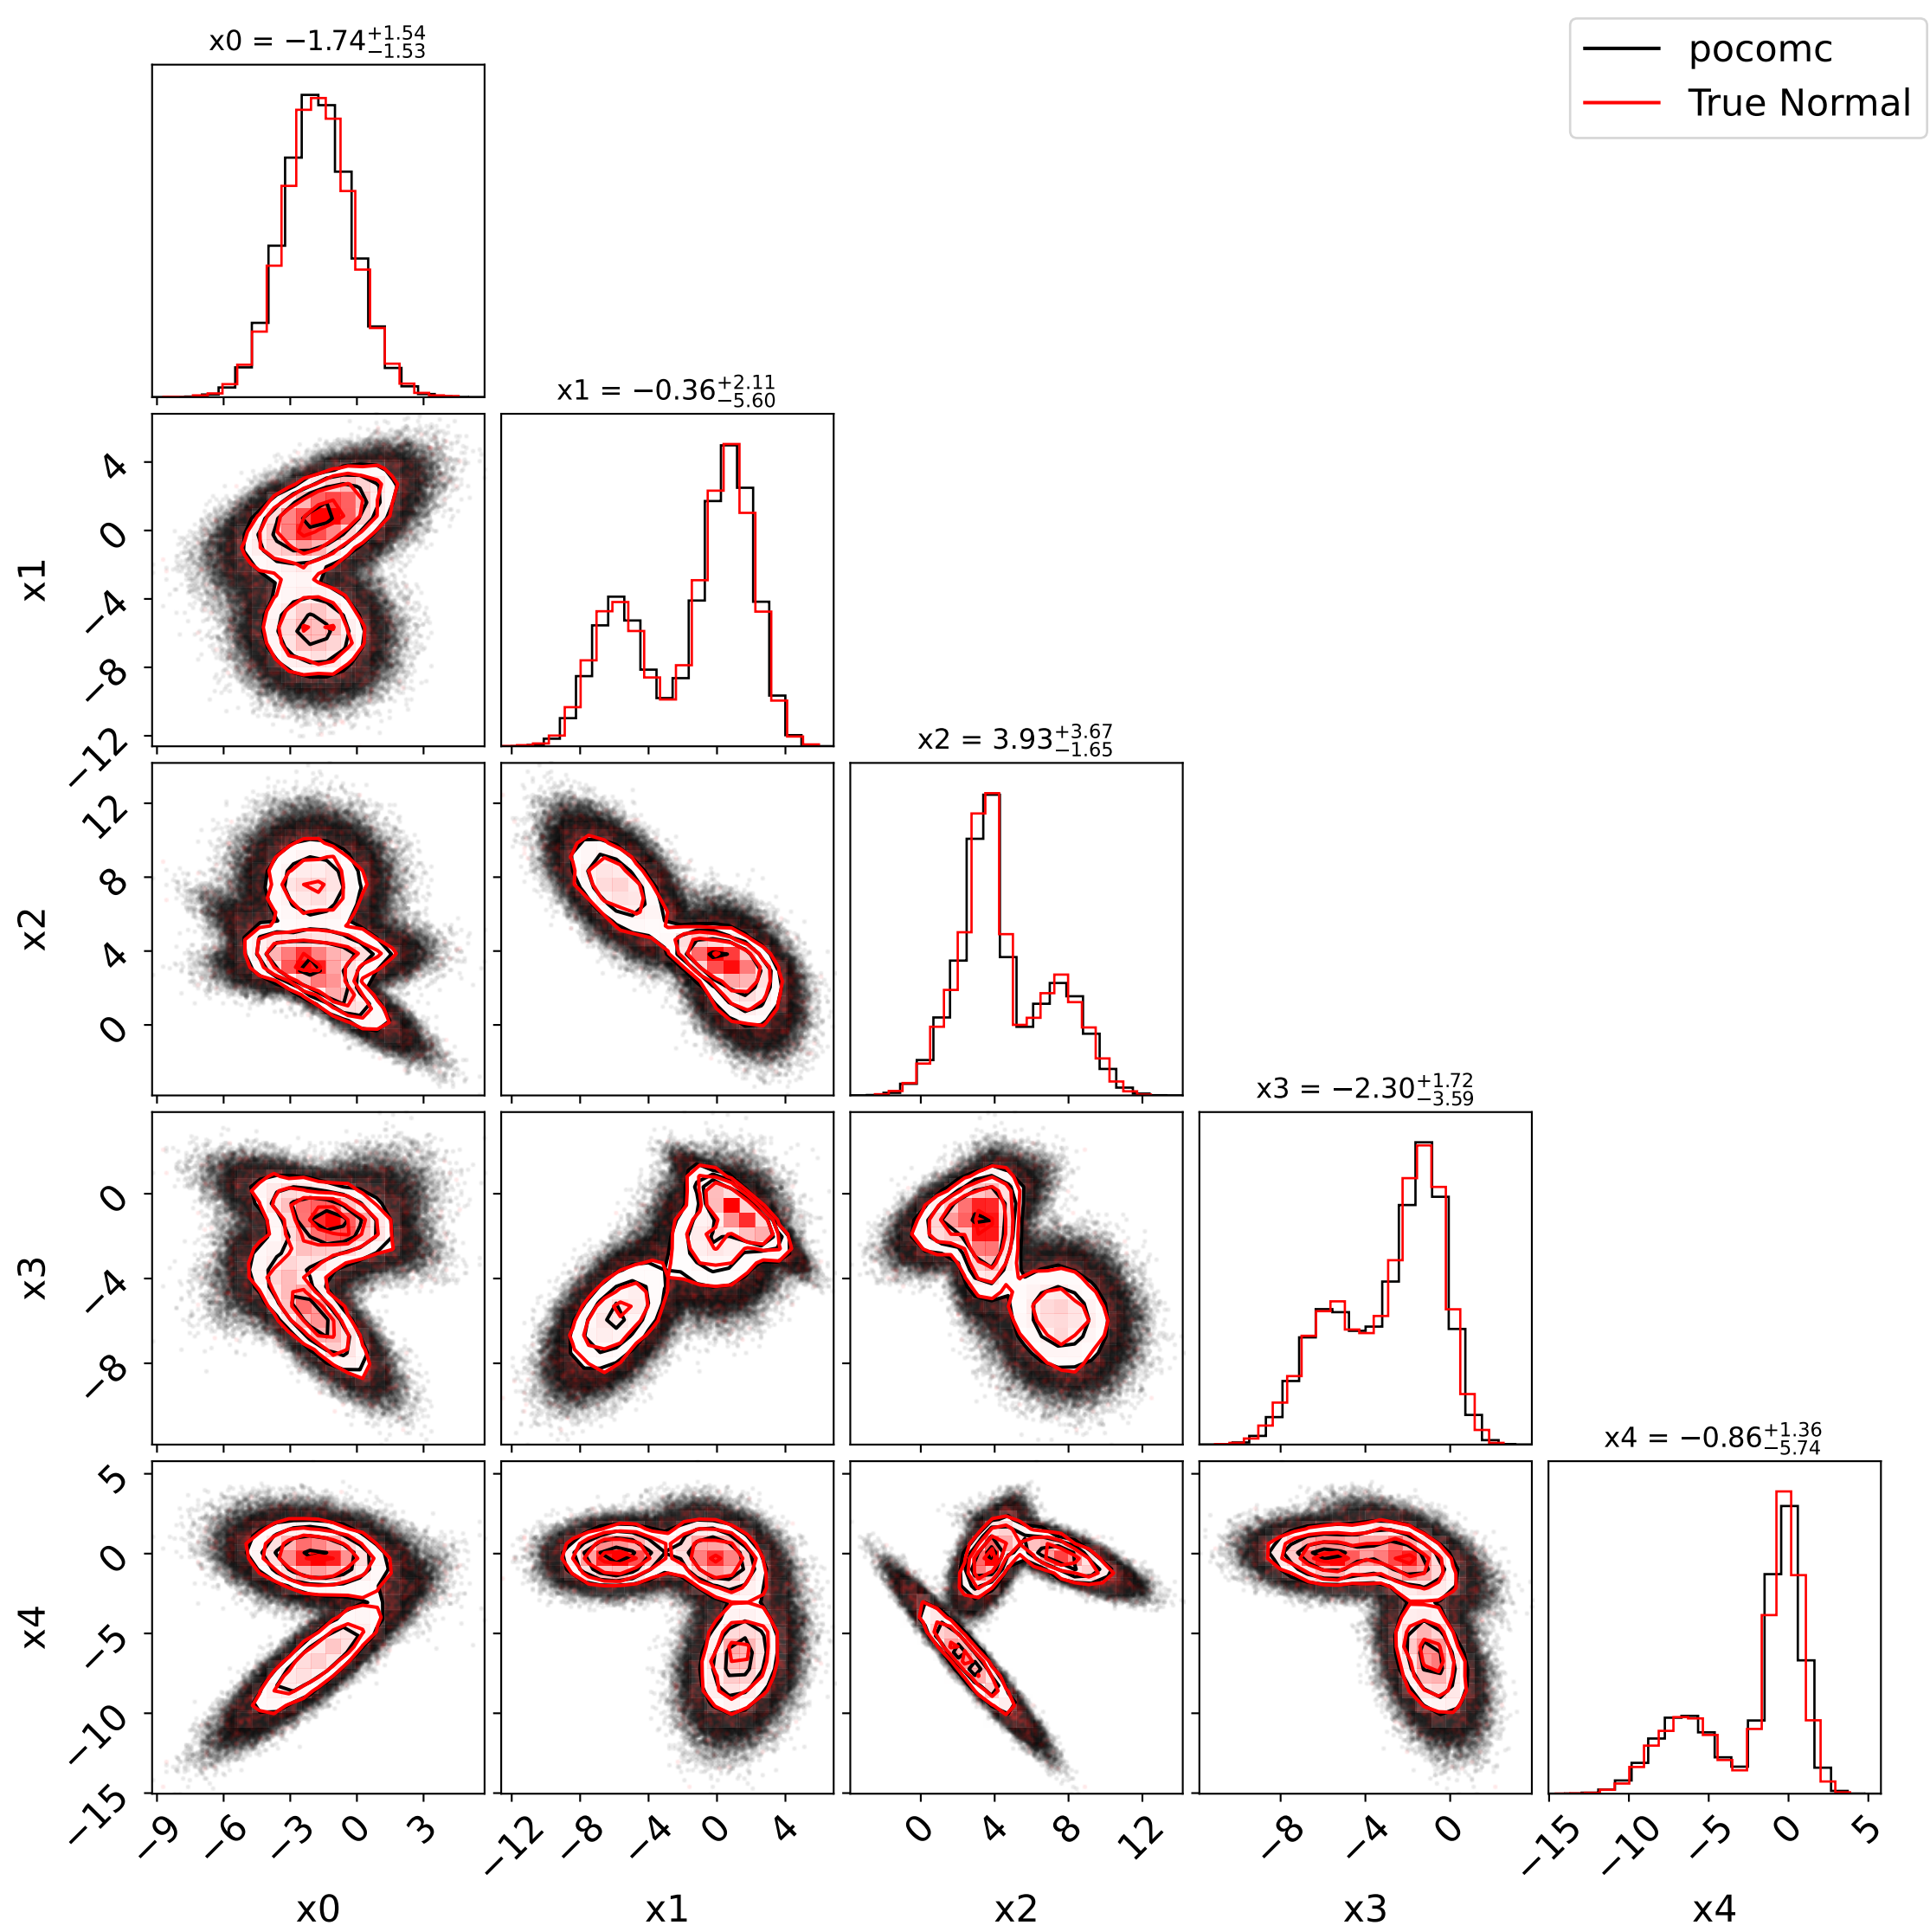 pocomc
True Normal
x0 = −1.74+1.54−1.53
x1 = −0.36+2.11−5.60
x2 = 3.93+3.67−1.65
x3 = −2.30+1.72−3.59
x4 = −0.86+1.36−5.74
x1
4
0
−4
−8
−12
x2
12
8
4
0
x3
0
−4
−8
x4
5
0
−5
−10
−15
−9 −6 −3 0 3
−12 −8 −4 0 4
0 4 8 12
−8 −4 0
−15 −10 −5 0 5
x0 x1 x2 x3 x4